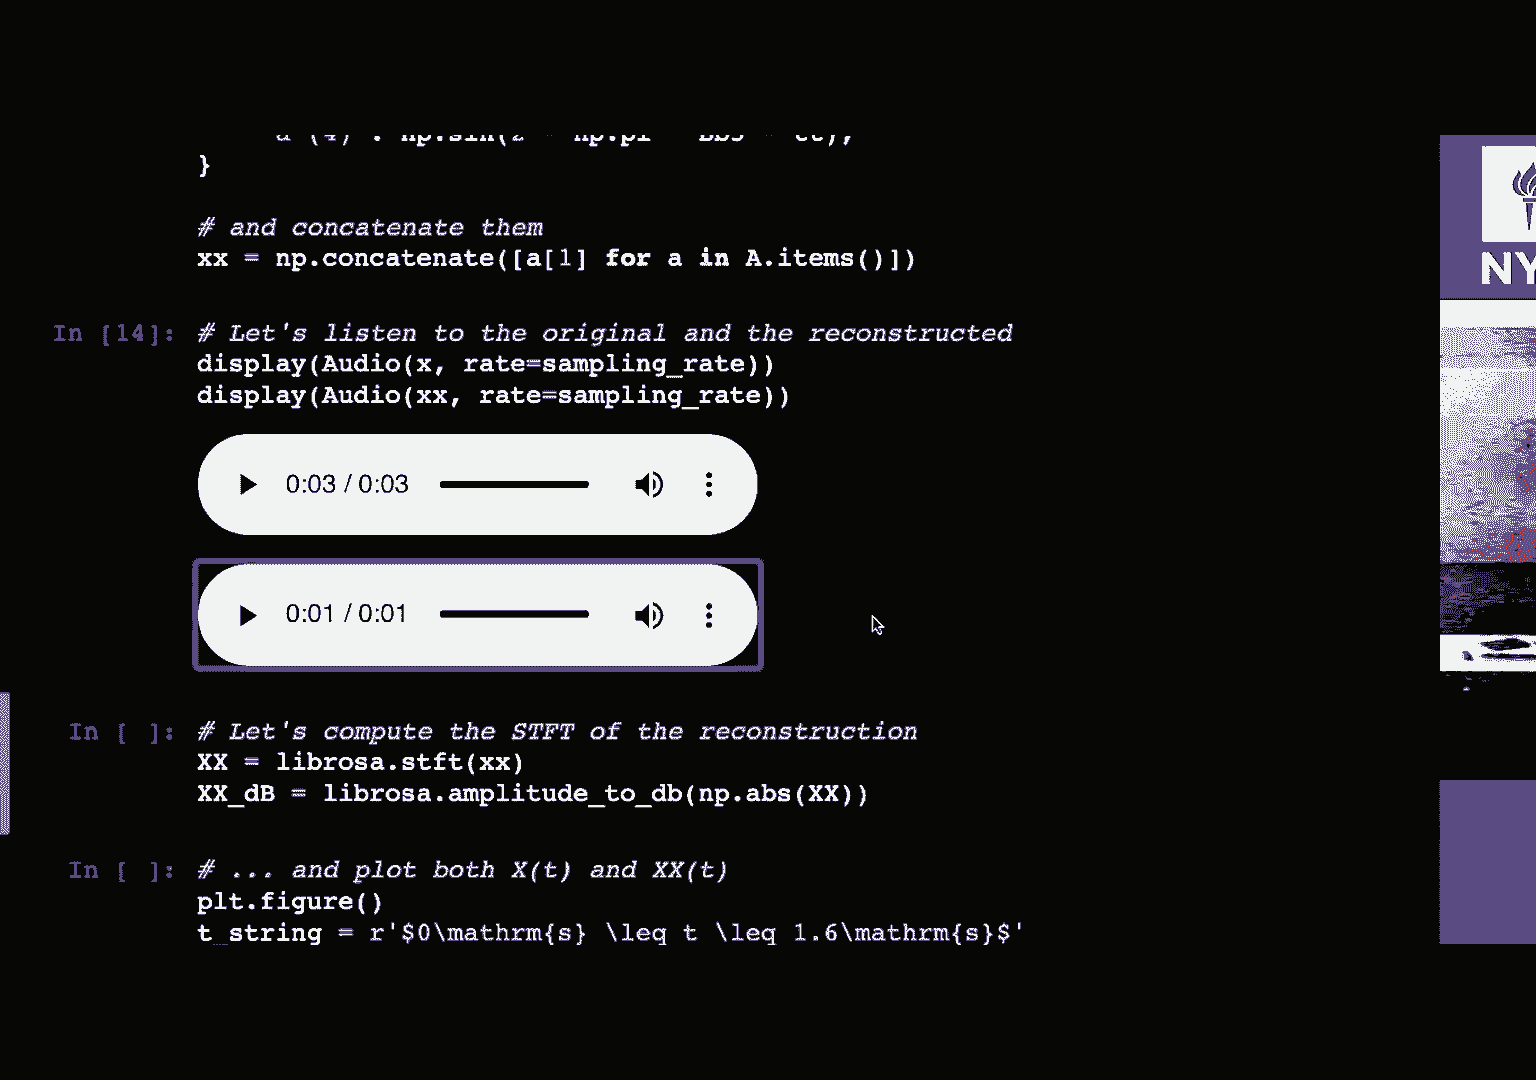 }
# and concatenate them
xx = np.concatenate([a[1] for a in A.items()])
In [14]: # Let's listen to the original and the reconstructed
display(Audio(x, rate=sampling_rate))
display(Audio(xx, rate=sampling_rate))
0:03 / 0:03
0:01 / 0:01
In [ ]: # Let's compute the STFT of the reconstruction
XX = librosa.stft(xx)
XX_dB = librosa.amplitude_to_db(np.abs(XX))
In [ ]: # ... and plot both X(t) and XX(t)
plt.figure()
t_string = r'$0\mathrm{s} \leq t \leq 1.6\mathrm{s}$'
NY